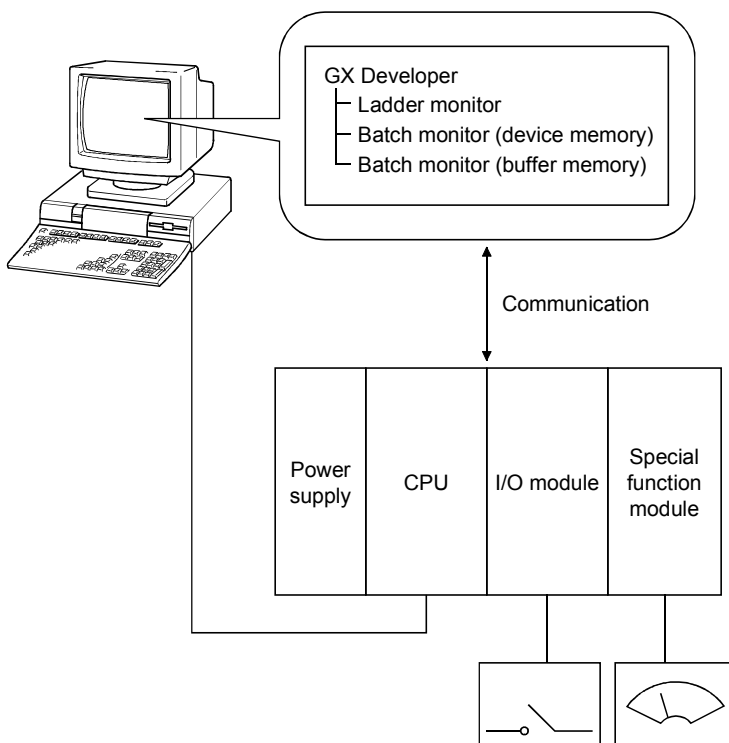 GX Developer
Ladder monitor
Batch monitor (device memory)
Batch monitor (buffer memory)
Communication
Power
supply
CPU
I/O module
Special
function
module